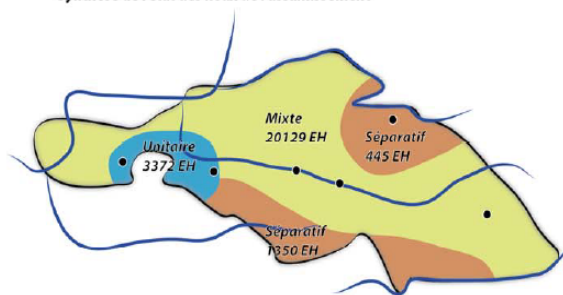 Mixte
20129 EH
Séparatif
445 EH
Unitaire
3372 EH
Séparatif
1350 EH